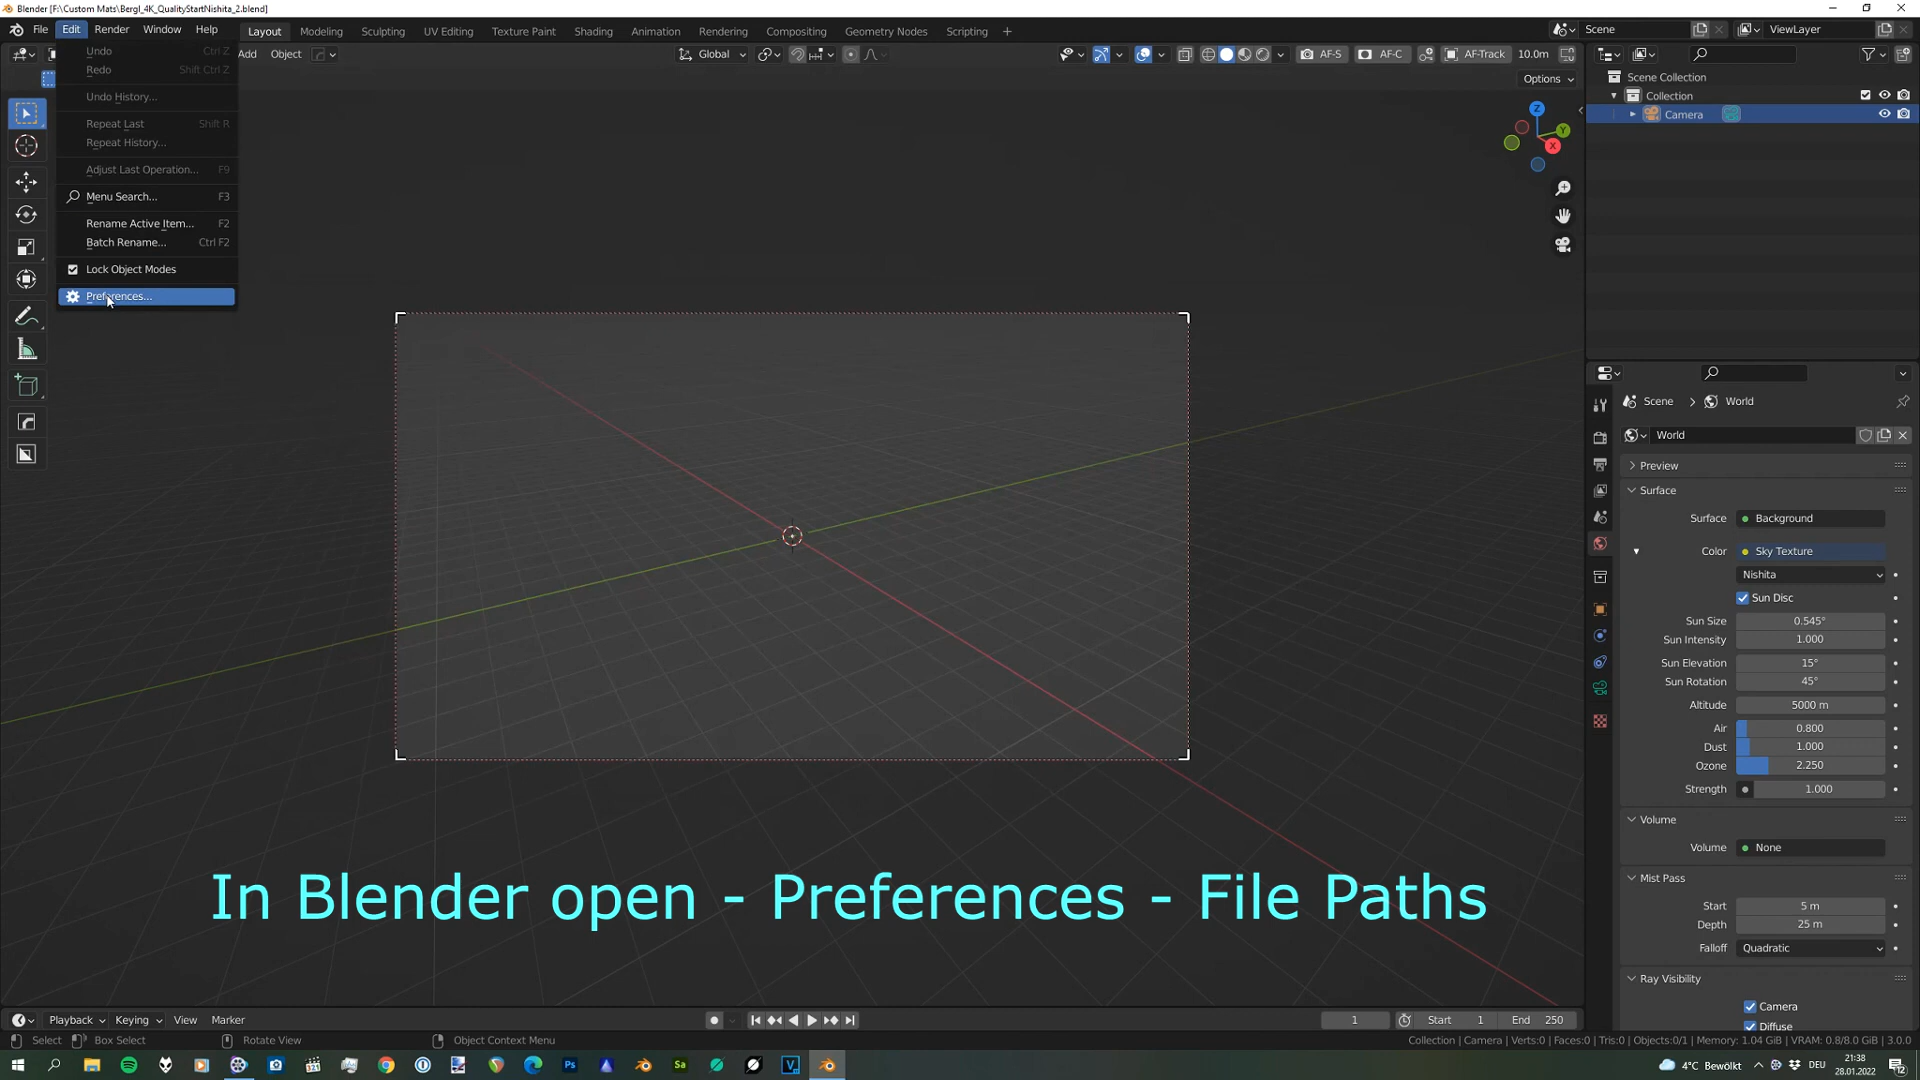 Blender [F:\Custom Mats\Bergl_4K_QualityStartNishita_2.blend]
File Edit Render Window Help Layout Modeling Sculpting UV Editing Texture Paint Shading Animation Rendering Compositing Geometry Nodes Scripting + Scene ViewLayer
Add Object Global AF-S AF-C AF-Track 10.0m
Options
Undo Ctrl Z
Redo Shift Ctrl Z
Undo History...
Repeat Last Shift R
Repeat History...
Adjust Last Operation... F9
Menu Search... F3
Rename Active Item... F2
Batch Rename... Ctrl F2
Lock Object Modes
Preferences...
Z
Y
X
Scene Collection
Collection
Camera
Scene > World
World
Preview
Surface
Surface Background
Color Sky Texture
Nishita
Sun Disc
Sun Size 0.545°
Sun Intensity 1.000
Sun Elevation 15°
Sun Rotation 45°
Altitude 5000 m
Air 0.800
Dust 1.000
Ozone 2.250
Strength 1.000
Volume
Volume None
Mist Pass
Start 5 m
Depth 25 m
Falloff Quadratic
Ray Visibility
Camera
Diffuse
In Blender open - Preferences - File Paths
Playback Keying View Marker 1 Start 1 End 250
Select Box Select Rotate View Object Context Menu Collection | Camera | Verts:0 | Faces:0 | Tris:0 | Objects:0/1 | Memory: 1.04 GiB | VRAM: 0.8/8.0 GiB | 3.0.0
321 Ps Sa V 4°C Bewölkt DEU 21:38
28.01.2022 12